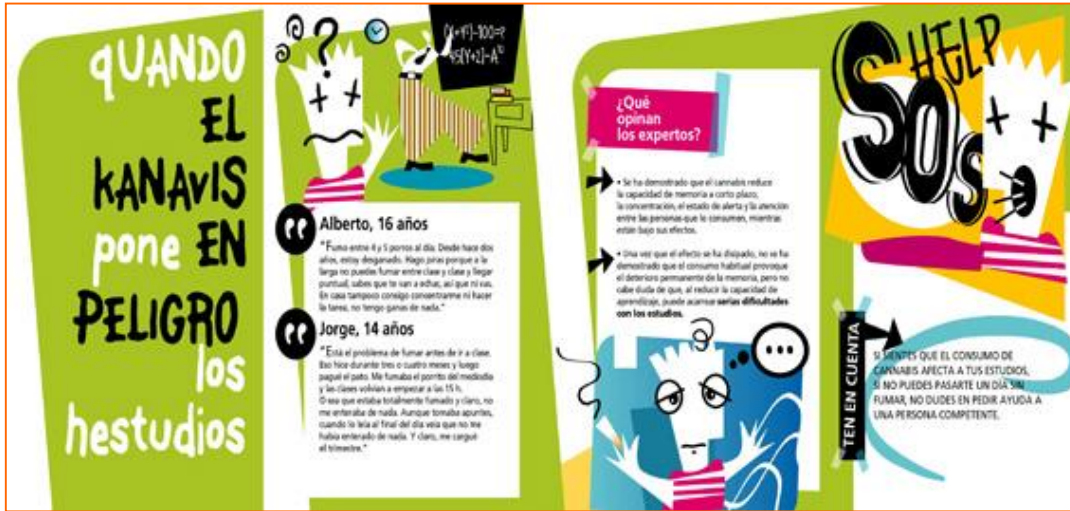 qUANDO
EL
kANAvIS
pone EN
PELIGRO
los
hestudios
?
(X+Y²)-100=?
45(Y+2)-A¹⁰
Alberto, 16 años
"Fumo entre 4 y 5 porros al día. Desde hace dos
años, estoy desganado. Hago piras porque a la
larga no puedes fumar entre clase y clase y llegar
puntual, sabes que te van a echar, así que ni vas.
En casa tampoco consigo concentrarme ni hacer
la tarea, no tengo ganas de nada."
Jorge, 14 años
"Está el problema de fumar antes de ir a clase.
Eso hice durante tres o cuatro meses y luego
pagué el pato. Me fumaba el porrito del mediodía
y las clases volvían a empezar a las 15 h.
O sea que estaba totalmente fumado y claro, no
me enteraba de nada. Aunque tomaba apuntes,
cuando lo leía al final del día veía que no me
había enterado de nada. Y claro, me cargué
el trimestre."
¿Qué
opinan
los expertos?
• Se ha demostrado que el cannabis reduce
la capacidad de memoria a corto plazo,
la concentración, el estado de alerta y la atención
entre las personas que lo consumen, mientras
están bajo sus efectos.
• Una vez que el efecto se ha disipado, no se ha
demostrado que el consumo habitual provoque
el deterioro permanente de la memoria, pero no
cabe duda de que, al reducir la capacidad de
aprendizaje, puede acarrear serias dificultades
con los estudios.
...
HELP
SOS
TEN EN CUENTA
SI SIENTES QUE EL CONSUMO DE
CANNABIS AFECTA A TUS ESTUDIOS,
SI NO PUEDES PASARTE UN DÍA SIN
FUMAR, NO DUDES EN PEDIR AYUDA A
UNA PERSONA COMPETENTE.